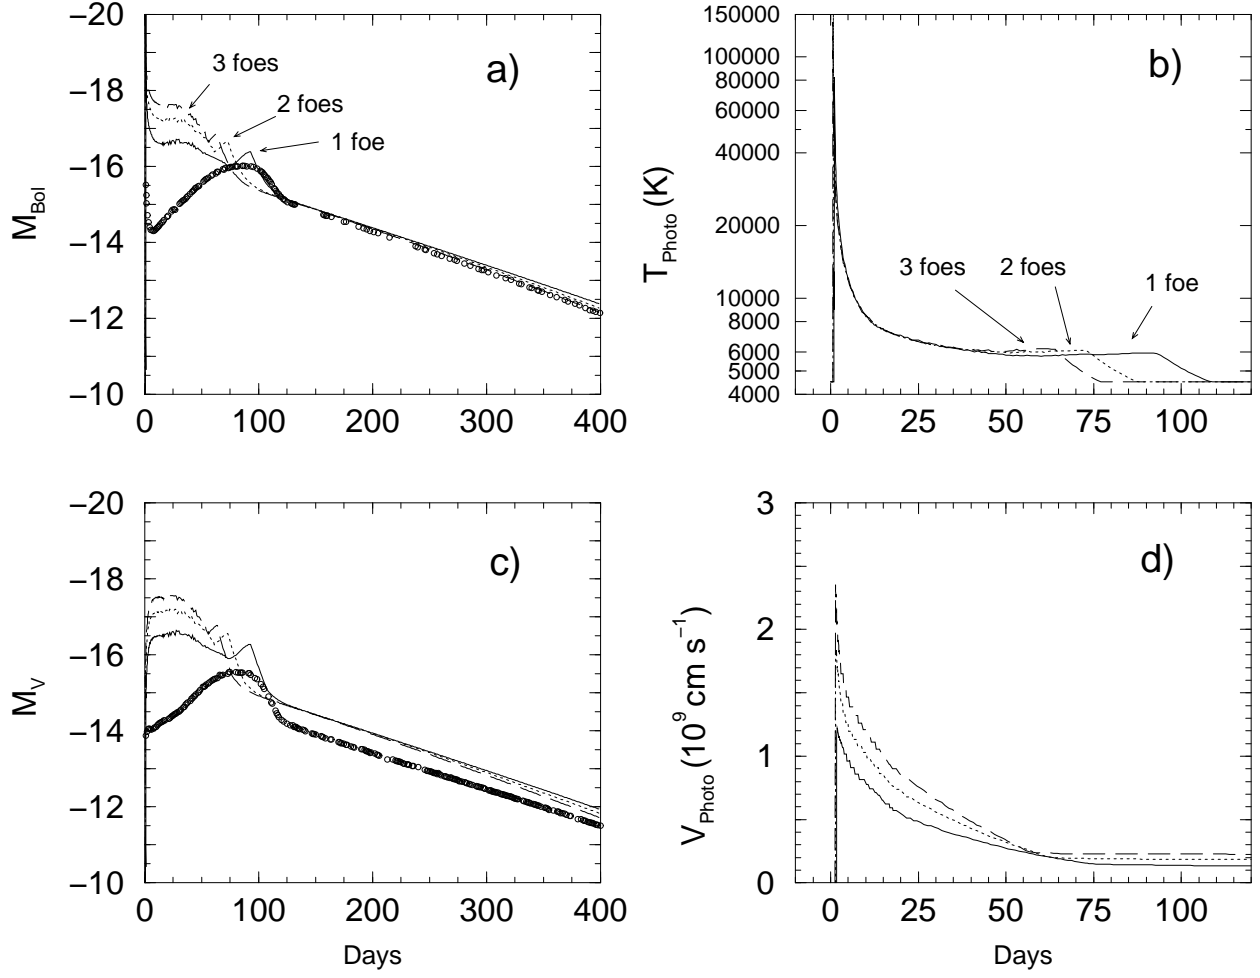 a)
−20
−18
−16
−14
−12
−10
M_Bol
3 foes
2 foes
1 foe
0 100 200 300 400
b)
150000
100000
80000
60000
40000
20000
10000
8000
6000
5000
4000
T_Photo (K)
3 foes 2 foes
1 foe
0 25 50 75 100
c)
−20
−18
−16
−14
−12
−10
M_V
0 100 200 300 400
Days
d)
3
2
1
0
V_Photo (10^9 cm s^−1)
0 25 50 75 100
Days